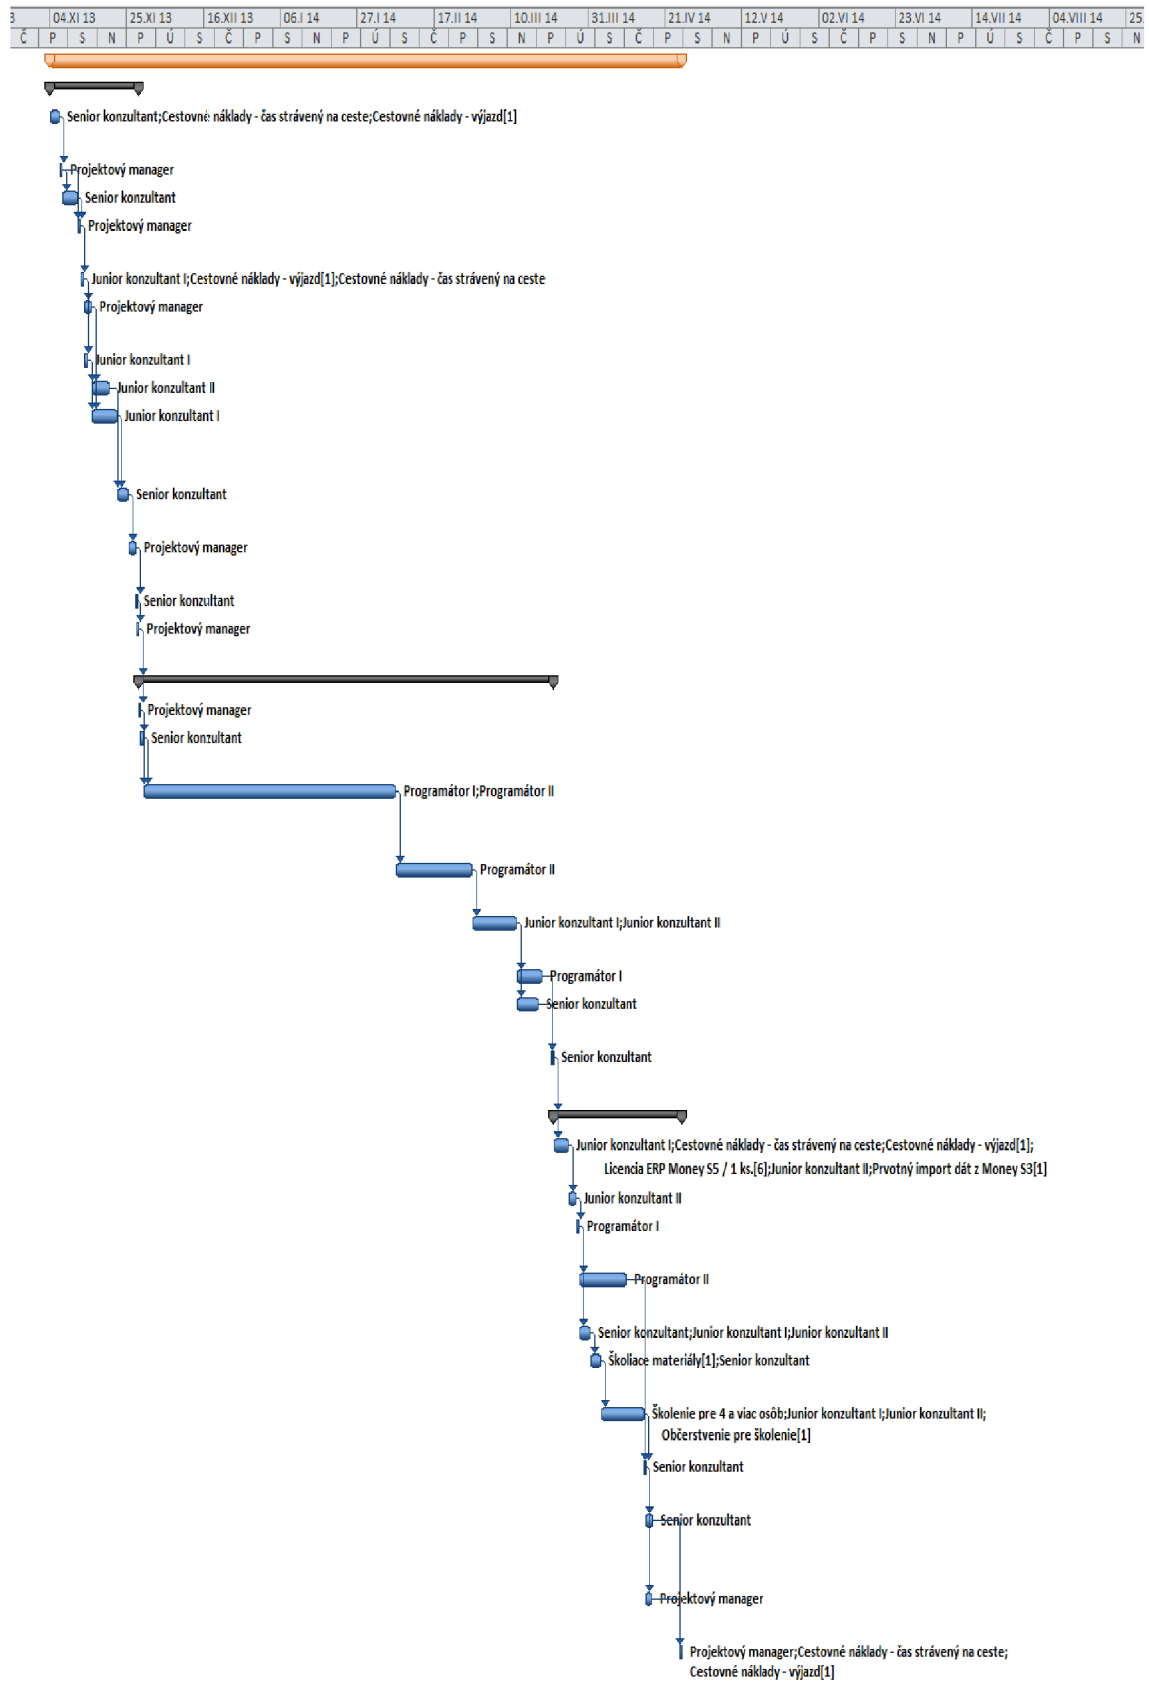 3 04.XI 13 25.XI 13 16.XII 13 06.I 14 27.I 14 17.II 14 10.III 14 31.III 14 21.IV 14 12.V 14 02.VI 14 23.VI 14 14.VII 14 04.VIII 14 25.
Č P S N P Ú S Č P S N P Ú S Č P S N P Ú S Č P S N P Ú S Č P S N P Ú S Č P S N
Senior konzultant;Cestovné náklady - čas strávený na ceste;Cestovné náklady - výjazd[1]
Projektový manager
Senior konzultant
Projektový manager
Junior konzultant I;Cestovné náklady - výjazd[1];Cestovné náklady - čas strávený na ceste
Projektový manager
Junior konzultant I
Junior konzultant II
Junior konzultant I
Senior konzultant
Projektový manager
Senior konzultant
Projektový manager
Projektový manager
Senior konzultant
Programátor I;Programátor II
Programátor II
Junior konzultant I;Junior konzultant II
Programátor I
Senior konzultant
Senior konzultant
Junior konzultant I;Cestovné náklady - čas strávený na ceste;Cestovné náklady - výjazd[1];
Licencia ERP Money S5 / 1 ks.[6];Junior konzultant II;Prvotný import dát z Money S3[1]
Junior konzultant II
Programátor I
Programátor II
Senior konzultant;Junior konzultant I;Junior konzultant II
Školiace materiály[1];Senior konzultant
Školenie pre 4 a viac osôb;Junior konzultant I;Junior konzultant II;
Občerstvenie pre školenie[1]
Senior konzultant
Senior konzultant
Projektový manager
Projektový manager;Cestovné náklady - čas strávený na ceste;
Cestovné náklady - výjazd[1]